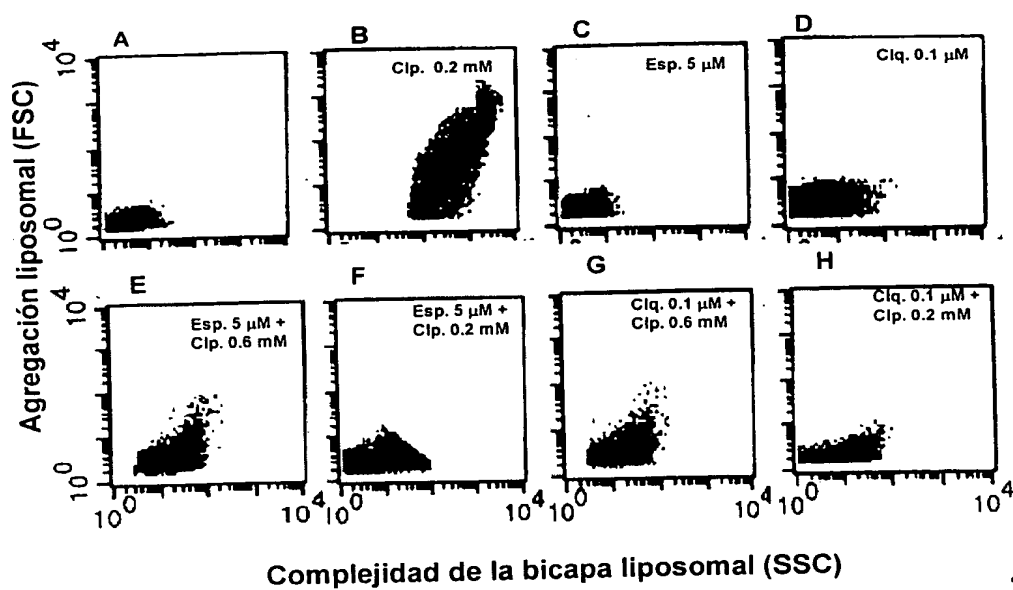 A
B
C
D
Clp. 0.2 mM
Esp. 5 µM
Clq. 0.1 µM
10^4
10^0
Agregación liposomal (FSC)
E
F
G
H
Esp. 5 µM +
Clp. 0.6 mM
Esp. 5 µM +
Clp. 0.2 mM
Clq. 0.1 µM +
Clp. 0.6 mM
Clq. 0.1 µM +
Clp. 0.2 mM
10^4
10^0
10^0
10^4
10^0
10^4
10^0
10^4
10^0
10^4
Complejidad de la bicapa liposomal (SSC)